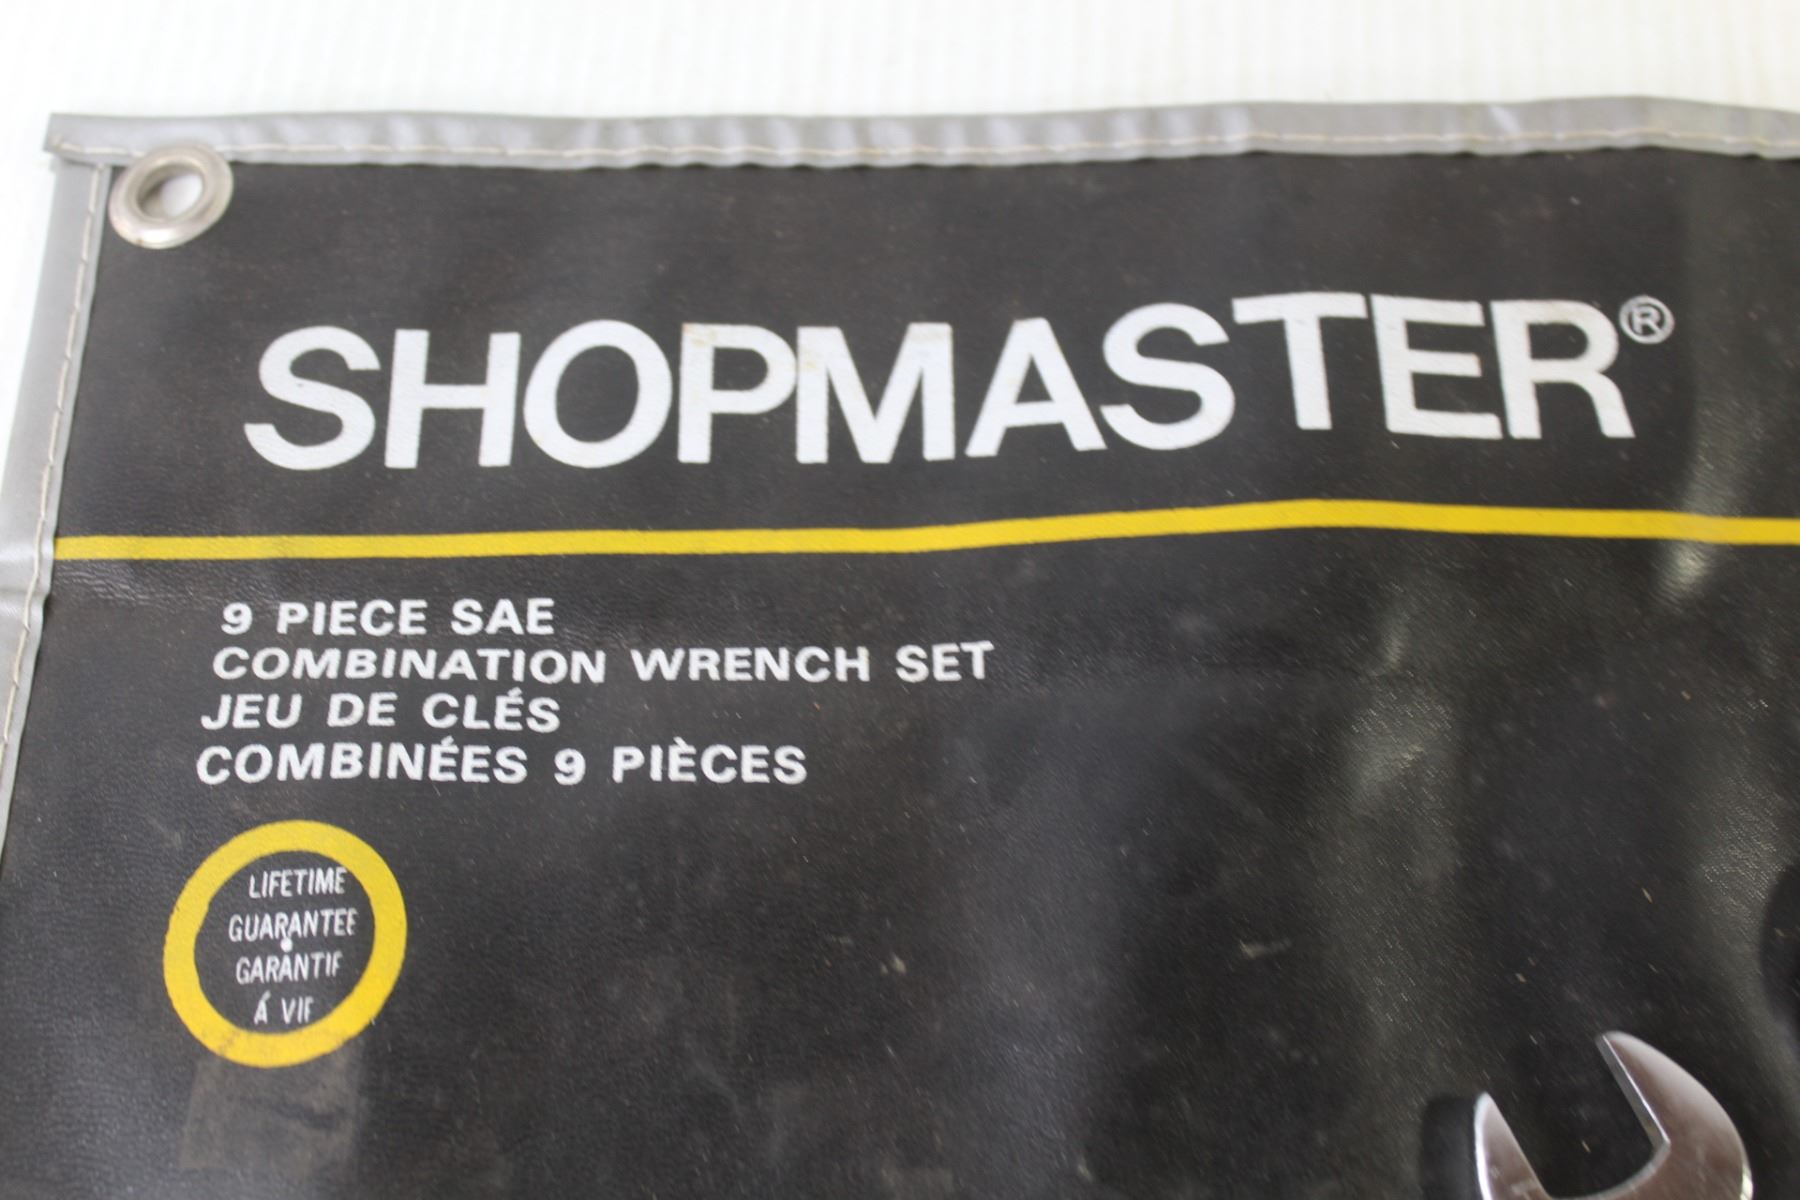 SHOPMASTER®
9 PIECE SAE
COMBINATION WRENCH SET
JEU DE CLÉS
COMBINÉES 9 PIÈCES
LIFETIME
GUARANTEE
•
GARANTIE
Á VIE